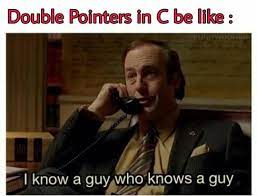 Double Pointers in C be like :
I know a guy who knows a guy